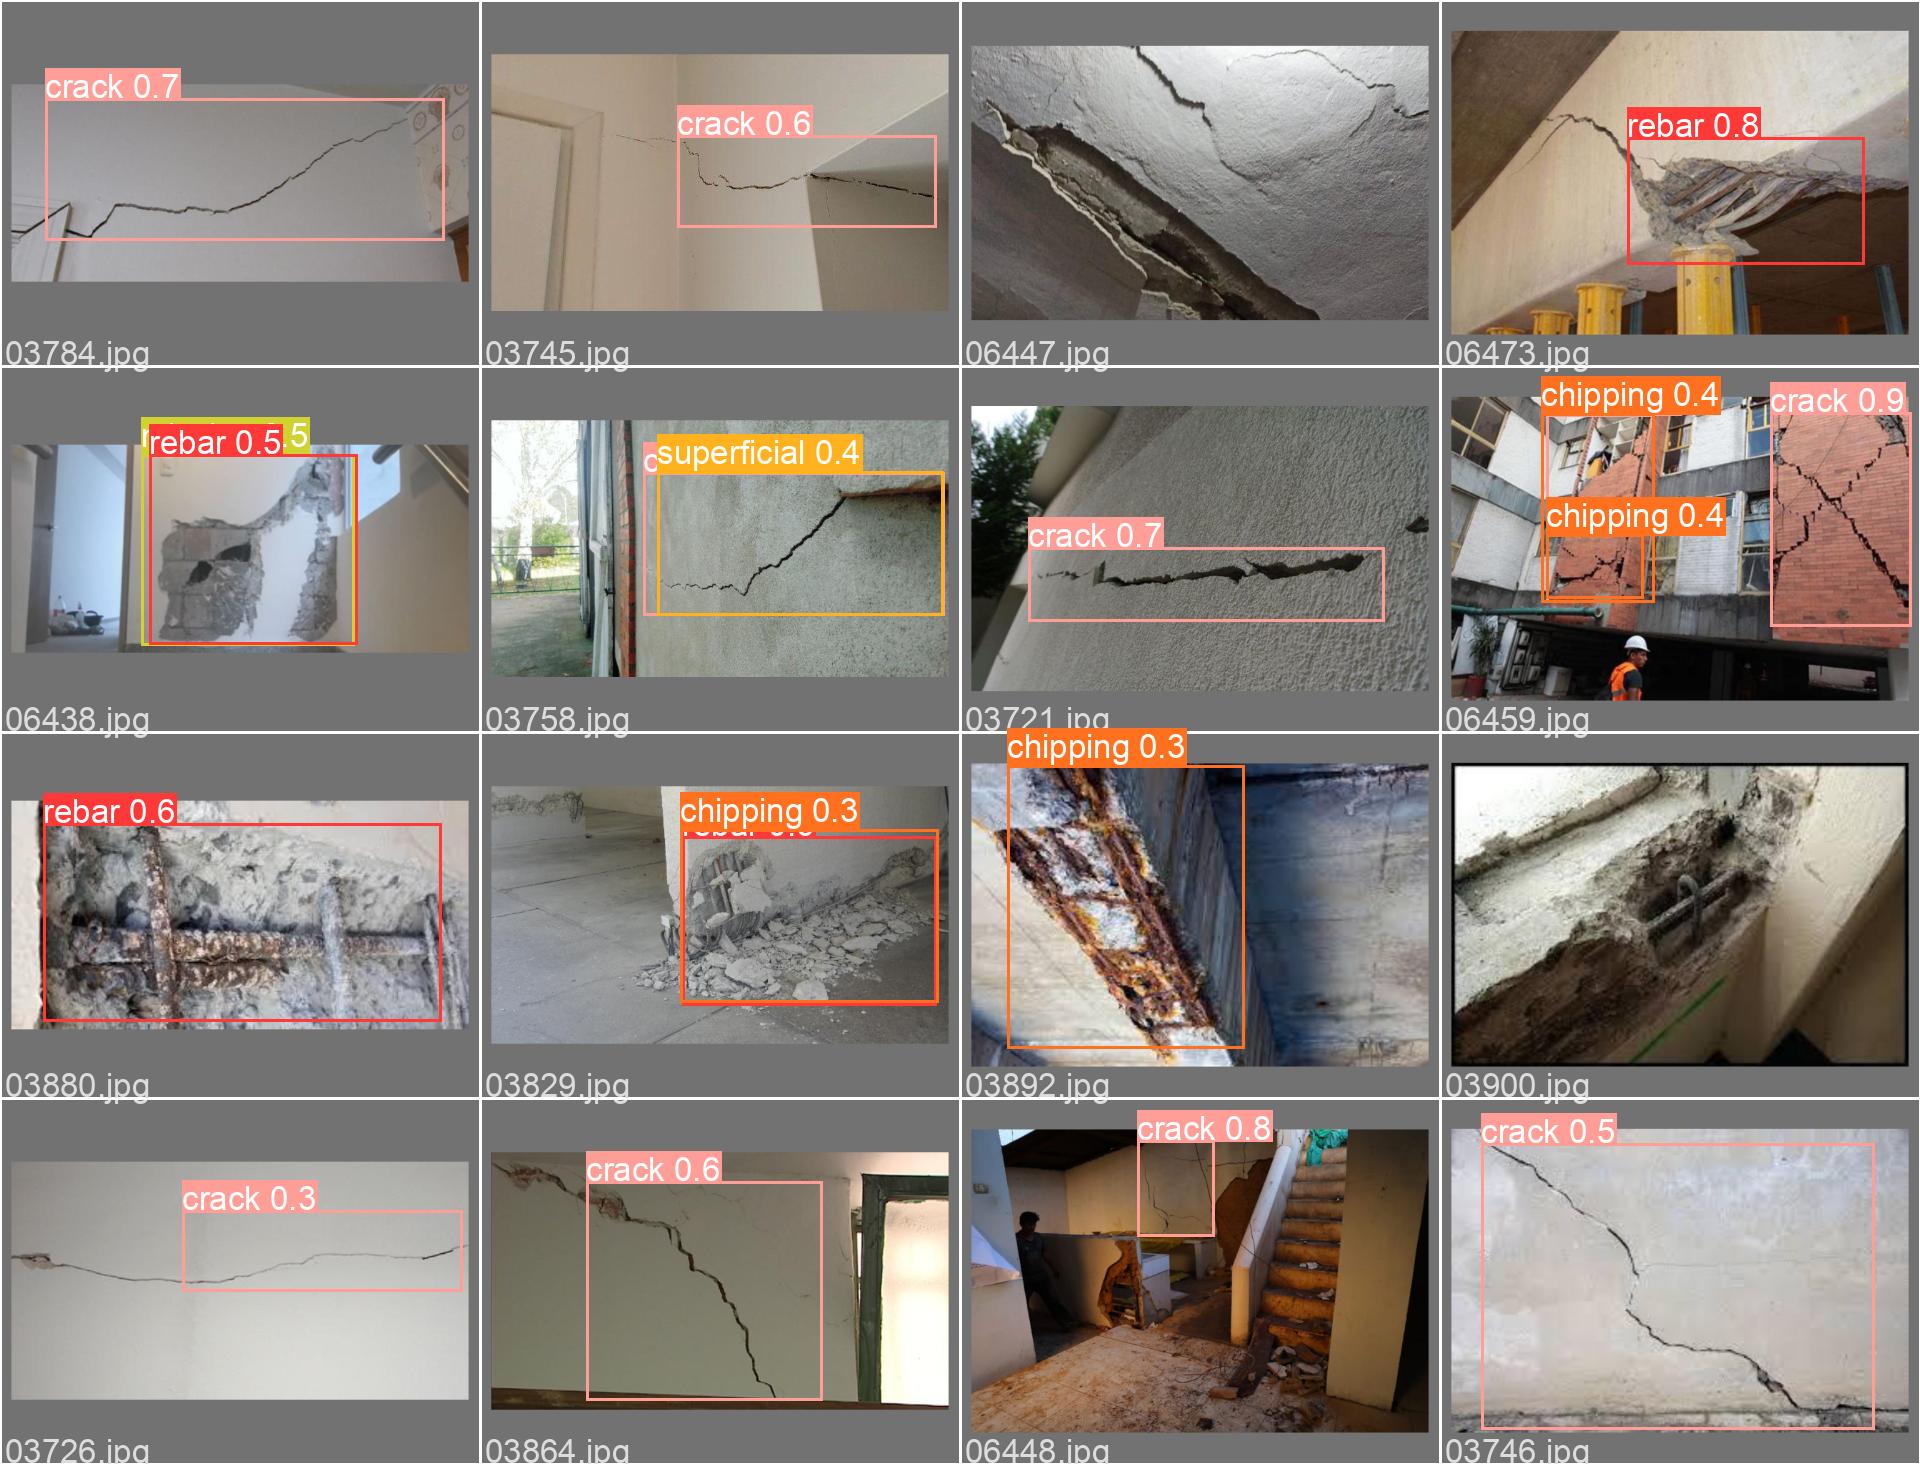 crack 0.7
03784.jpg
crack 0.6
03745.jpg
06447.jpg
rebar 0.8
06473.jpg
rebar 0.5
.5
06438.jpg
c
superficial 0.4
03758.jpg
crack 0.7
03721.jpg
chipping 0.4
chipping 0.4
crack 0.9
06459.jpg
rebar 0.6
03880.jpg
chipping 0.3
03829.jpg
chipping 0.3
03892.jpg
03900.jpg
crack 0.3
03726.jpg
crack 0.6
03864.jpg
crack 0.8
06448.jpg
crack 0.5
03746.jpg